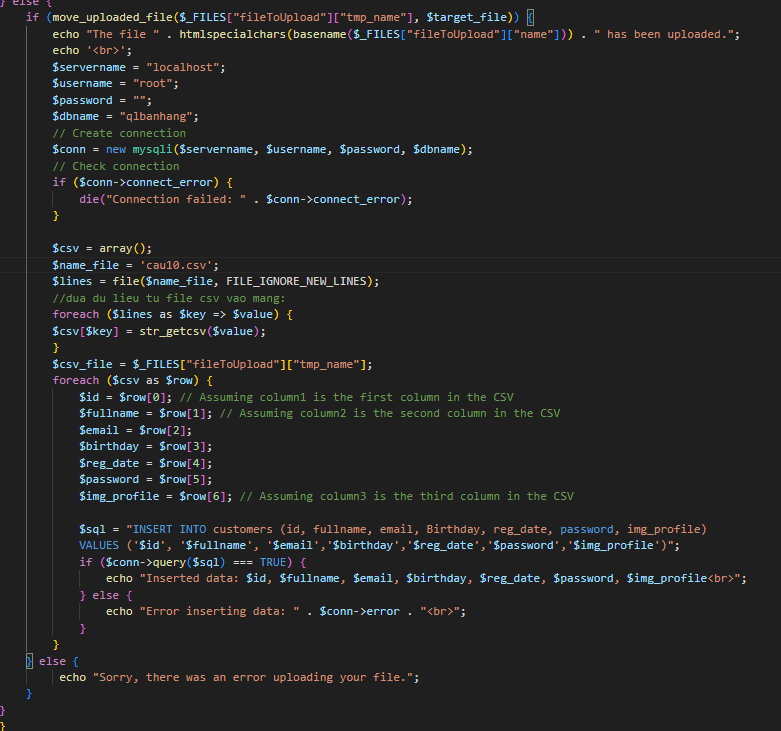 } else {
if (move_uploaded_file($_FILES["fileToUpload"]["tmp_name"], $target_file)) {
echo "The file " . htmlspecialchars(basename($_FILES["fileToUpload"]["name"])) . " has been uploaded.";
echo '<br>';
$servername = "localhost";
$username = "root";
$password = "";
$dbname = "qlbanhang";
// Create connection
$conn = new mysqli($servername, $username, $password, $dbname);
// Check connection
if ($conn->connect_error) {
die("Connection failed: " . $conn->connect_error);
}
$csv = array();
$name_file = 'cau10.csv';
$lines = file($name_file, FILE_IGNORE_NEW_LINES);
//dua du lieu tu file csv vao mang:
foreach ($lines as $key => $value) {
$csv[$key] = str_getcsv($value);
}
$csv_file = $_FILES["fileToUpload"]["tmp_name"];
foreach ($csv as $row) {
$id = $row[0]; // Assuming column1 is the first column in the CSV
$fullname = $row[1]; // Assuming column2 is the second column in the CSV
$email = $row[2];
$birthday = $row[3];
$reg_date = $row[4];
$password = $row[5];
$img_profile = $row[6]; // Assuming column3 is the third column in the CSV
$sql = "INSERT INTO customers (id, fullname, email, Birthday, reg_date, password, img_profile)
VALUES ('$id', '$fullname', '$email','$birthday','$reg_date','$password','$img_profile')";
if ($conn->query($sql) === TRUE) {
echo "Inserted data: $id, $fullname, $email, $birthday, $reg_date, $password, $img_profile<br>";
} else {
echo "Error inserting data: " . $conn->error . "<br>";
}
}
} else {
echo "Sorry, there was an error uploading your file.";
}
}
}